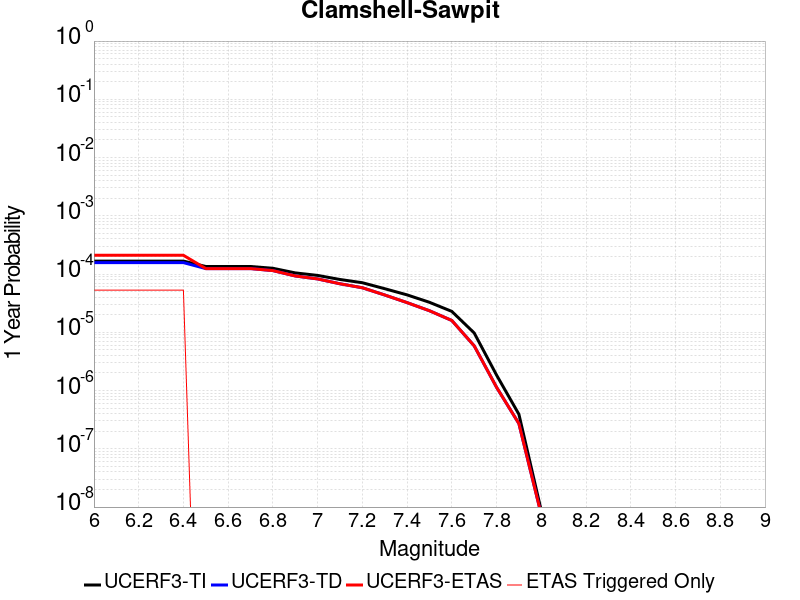 Clamshell-Sawpit
10^0
10^-1
10^-2
10^-3
10^-4
10^-5
10^-6
10^-7
10^-8
1 Year Probability
6 6.2 6.4 6.6 6.8 7 7.2 7.4 7.6 7.8 8 8.2 8.4 8.6 8.8 9
Magnitude
UCERF3-TI UCERF3-TD UCERF3-ETAS ETAS Triggered Only